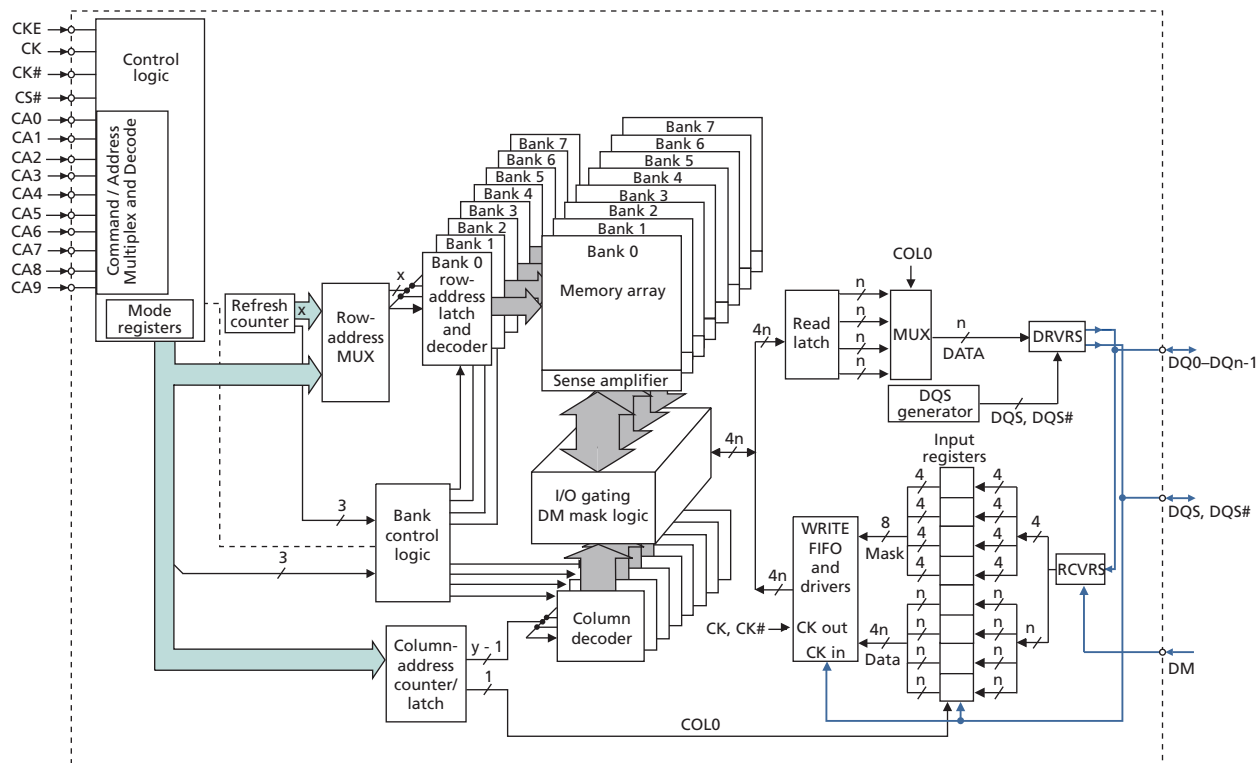 CKE
CK
CK#
CS#
CA0
CA1
CA2
CA3
CA4
CA5
CA6
CA7
CA8
CA9
Control
logic
Command / Address
Multiplex and Decode
Mode
registers
Refresh
counter
x
Row-
address
MUX
x
Bank 7
Bank 6
Bank 5
Bank 4
Bank 3
Bank 2
Bank 1
Bank 0
row-
address
latch
and
decoder
Bank 7
Bank 6
Bank 5
Bank 4
Bank 3
Bank 2
Bank 1
Bank 0
Memory array
Sense amplifier
3
3
Bank
control
logic
I/O gating
DM mask logic
Column
decoder
Column-
address
counter/
latch
y - 1
1
COL0
4n
4n
4n
Read
latch
n
n
n
n
COL0
MUX
n
DATA
DRVRS
DQS
generator
DQS, DQS#
DQ0–DQn-1
DQS, DQS#
DM
Input
registers
4
4
4
4
4
4
4
4
4
n
n
n
n
n
n
n
n
n
RCVRS
8
Mask
4n
Data
WRITE
FIFO
and
drivers
CK out
CK in
CK, CK#